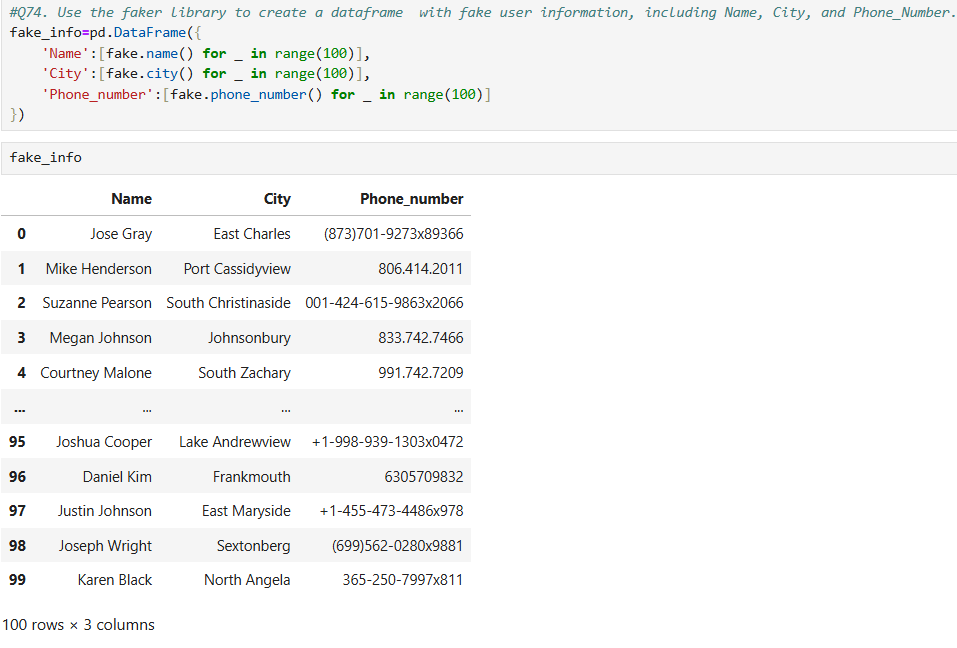 #Q74. Use the faker library to create a dataframe  with fake user information, including Name, City, and Phone_Number.
fake_info=pd.DataFrame({
    'Name':[fake.name() for _ in range(100)],
    'City':[fake.city() for _ in range(100)],
    'Phone_number':[fake.phone_number() for _ in range(100)]
})
fake_info
Name City Phone_number
0 Jose Gray East Charles (873)701-9273x89366
1 Mike Henderson Port Cassidyview 806.414.2011
2 Suzanne Pearson South Christinaside 001-424-615-9863x2066
3 Megan Johnson Johnsonbury 833.742.7466
4 Courtney Malone South Zachary 991.742.7209
... ... ... ...
95 Joshua Cooper Lake Andrewview +1-998-939-1303x0472
96 Daniel Kim Frankmouth 6305709832
97 Justin Johnson East Maryside +1-455-473-4486x978
98 Joseph Wright Sextonberg (699)562-0280x9881
99 Karen Black North Angela 365-250-7997x811
100 rows × 3 columns